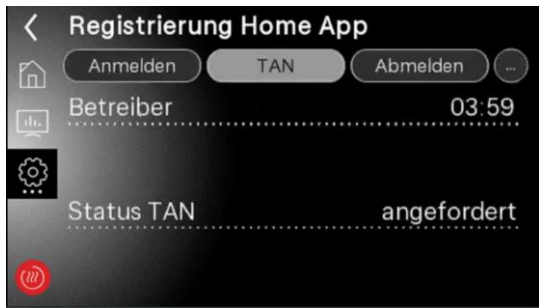 Registrierung Home App
Anmelden TAN Abmelden ...
Betreiber 03:59
Status TAN angefordert